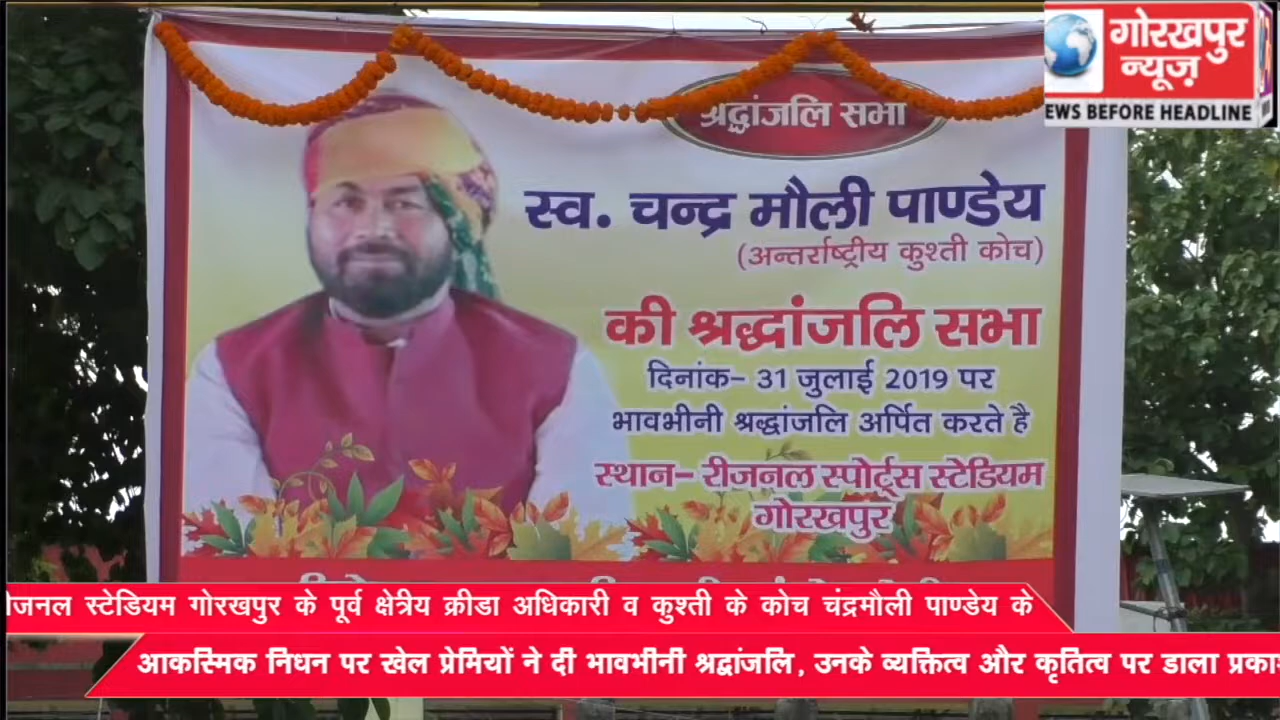 गोरखपुर
न्यूज़
EWS BEFORE HEADLINE
श्रद्धांजलि सभा
स्व. चन्द्र मौली पाण्डेय
(अन्तर्राष्ट्रीय कुश्ती कोच)
की श्रद्धांजलि सभा
दिनांक- 31 जुलाई 2019 पर
भावभीनी श्रद्धांजलि अर्पित करते है
स्थान- रीजनल स्पोर्ट्स स्टेडियम
गोरखपुर
ीजनल स्टेडियम गोरखपुर के पूर्व क्षेत्रीय क्रीडा अधिकारी व कुश्ती के कोच चंद्रमौली पाण्डेय के
आकस्मिक निधन पर खेल प्रेमियों ने दी भावभीनी श्रद्वांजलि, उनके व्यक्तित्व और कृतित्व पर डाला प्रका